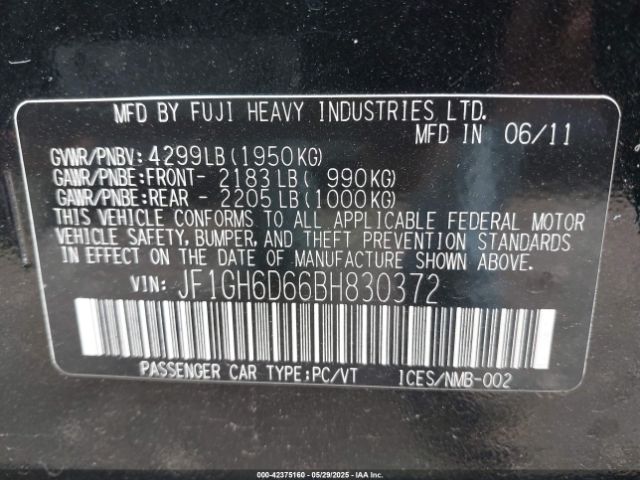 MFD BY FUJI HEAVY INDUSTRIES LTD.
MFD IN 06/11
GVWR/PNBV: 4299LB(1950KG)
GAWR/PNBE:FRONT- 2183LB( 990KG)
GAWR/PNBE:REAR - 2205LB(1000KG)
THIS VEHICLE CONFORMS TO ALL APPLICABLE FEDERAL MOTOR
VEHICLE SAFETY, BUMPER, AND THEFT PREVENTION STANDARDS
IN EFFECT ON THE DATE OF MANUFACTURE SHOWN ABOVE.
VIN: JF1GH6D66BH830372
PASSENGER CAR TYPE:PC/VT ICES/NMB-002
000-42375160 - 05/29/2025 - IAA Inc.